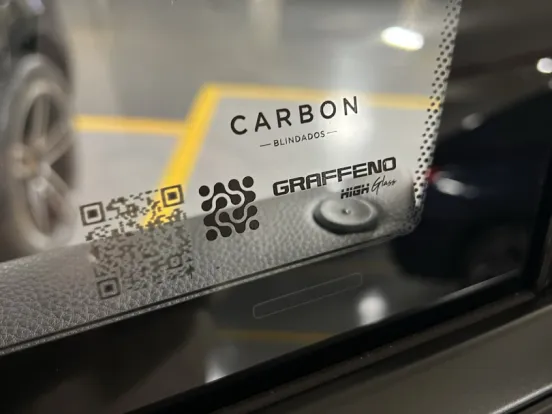 CARBON
—BLINDADOS—
GRAFFENO
HIGH Glass